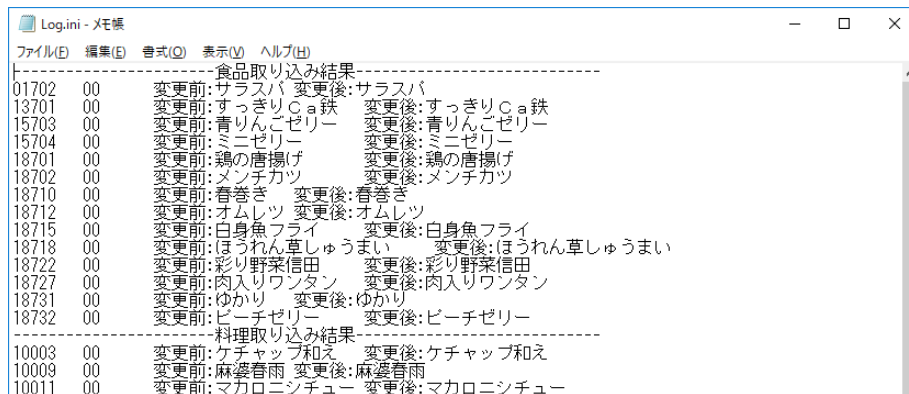 Log.ini - メモ帳
ファイル(F) 編集(E) 書式(O) 表示(V) ヘルプ(H)
-----------------------食品取り込み結果----------------------------
01702 00 変更前:サラスパ 変更後:サラスパ
13701 00 変更前:すっきりCa鉄 変更後:すっきりCa鉄
15703 00 変更前:青りんごゼリー 変更後:青りんごゼリー
15704 00 変更前:ミニゼリー 変更後:ミニゼリー
18701 00 変更前:鶏の唐揚げ 変更後:鶏の唐揚げ
18702 00 変更前:メンチカツ 変更後:メンチカツ
18710 00 変更前:春巻き 変更後:春巻き
18712 00 変更前:オムレツ 変更後:オムレツ
18715 00 変更前:白身魚フライ 変更後:白身魚フライ
18718 00 変更前:ほうれん草しゅうまい 変更後:ほうれん草しゅうまい
18722 00 変更前:彩り野菜信田 変更後:彩り野菜信田
18727 00 変更前:肉入りワンタン 変更後:肉入りワンタン
18731 00 変更前:ゆかり 変更後:ゆかり
18732 00 変更前:ピーチゼリー 変更後:ピーチゼリー
-----------------------料理取り込み結果----------------------------
10003 00 変更前:ケチャップ和え 変更後:ケチャップ和え
10009 00 変更前:麻婆春雨 変更後:麻婆春雨
10011 00 変更前:マカロニシチュー 変更後:マカロニシチュー